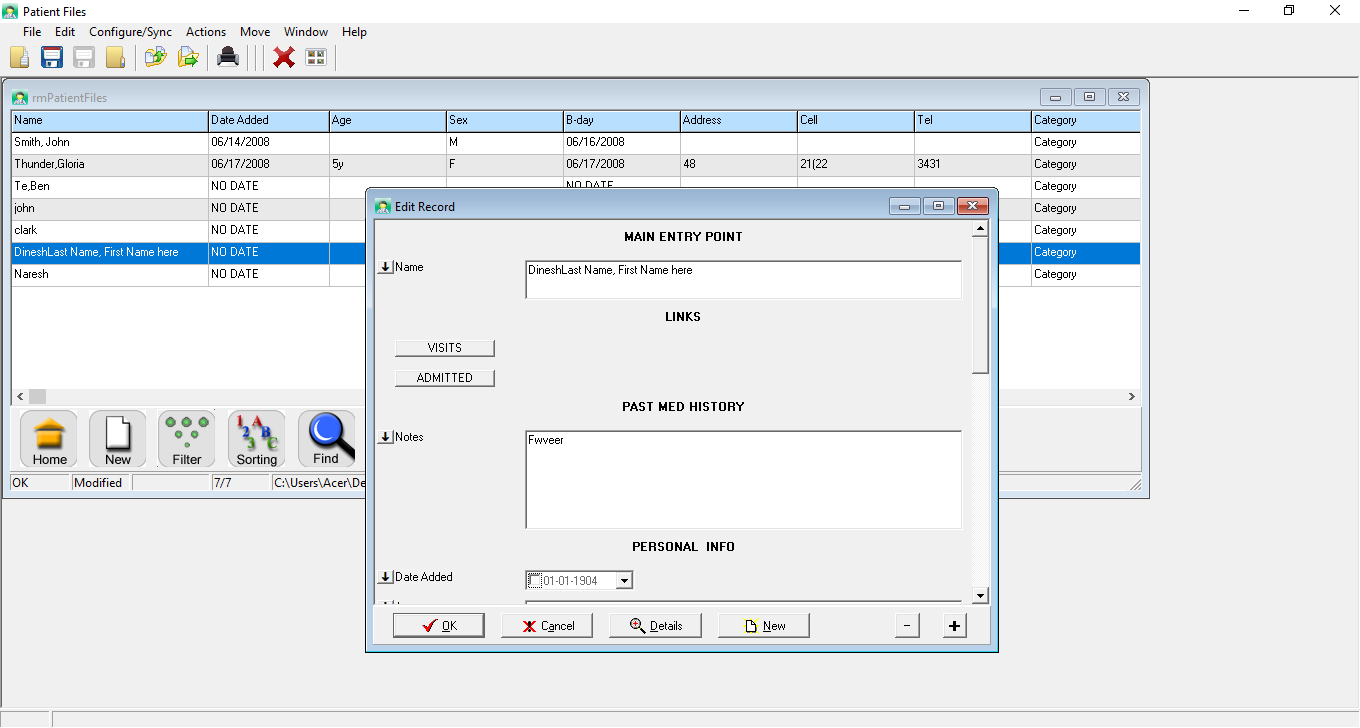 Patient Files
File Edit Configure/Sync Actions Move Window Help
rmPatientFiles
Name Date Added Age Sex B-day Address Cell Tel Category
Smith, John 06/14/2008 M 06/16/2008 Category
Thunder,Gloria 06/17/2008 5y F 06/17/2008 48 21(22 3431 Category
Te,Ben NO DATE NO DATE Category
john NO DATE Category
clark NO DATE Category
DineshLast Name, First Name here NO DATE Category
Naresh NO DATE Category
Home New Filter Sorting Find
OK Modified 7/7 C:\Users\Acer\De
Edit Record
MAIN ENTRY POINT
Name DineshLast Name, First Name here
LINKS
VISITS
ADMITTED
PAST MED HISTORY
Notes Fwveer
PERSONAL INFO
Date Added 01-01-1904
OK Cancel Details New - +